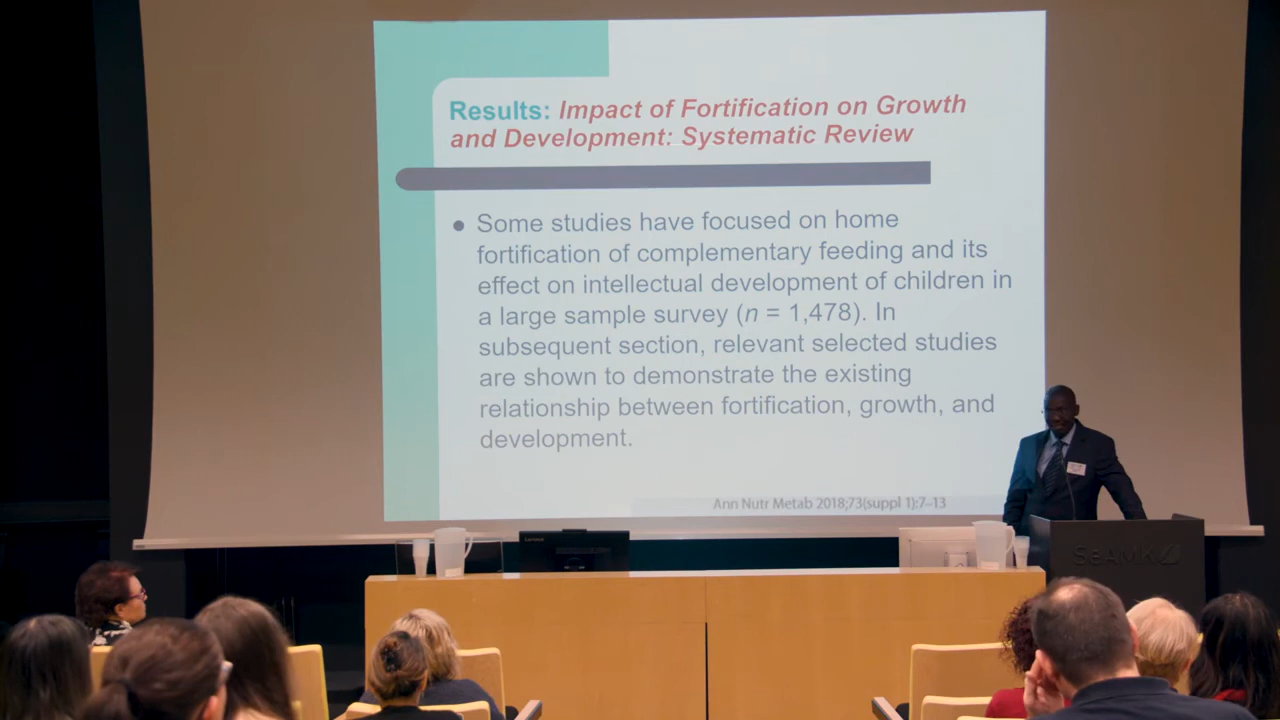 Results: Impact of Fortification on Growth
and Development: Systematic Review
● Some studies have focused on home
fortification of complementary feeding and its
effect on intellectual development of children in
a large sample survey (n = 1,478). In
subsequent section, relevant selected studies
are shown to demonstrate the existing
relationship between fortification, growth, and
development.
Ann Nutr Metab 2018;73(suppl 1):7–13
Lenovo
SeAMK